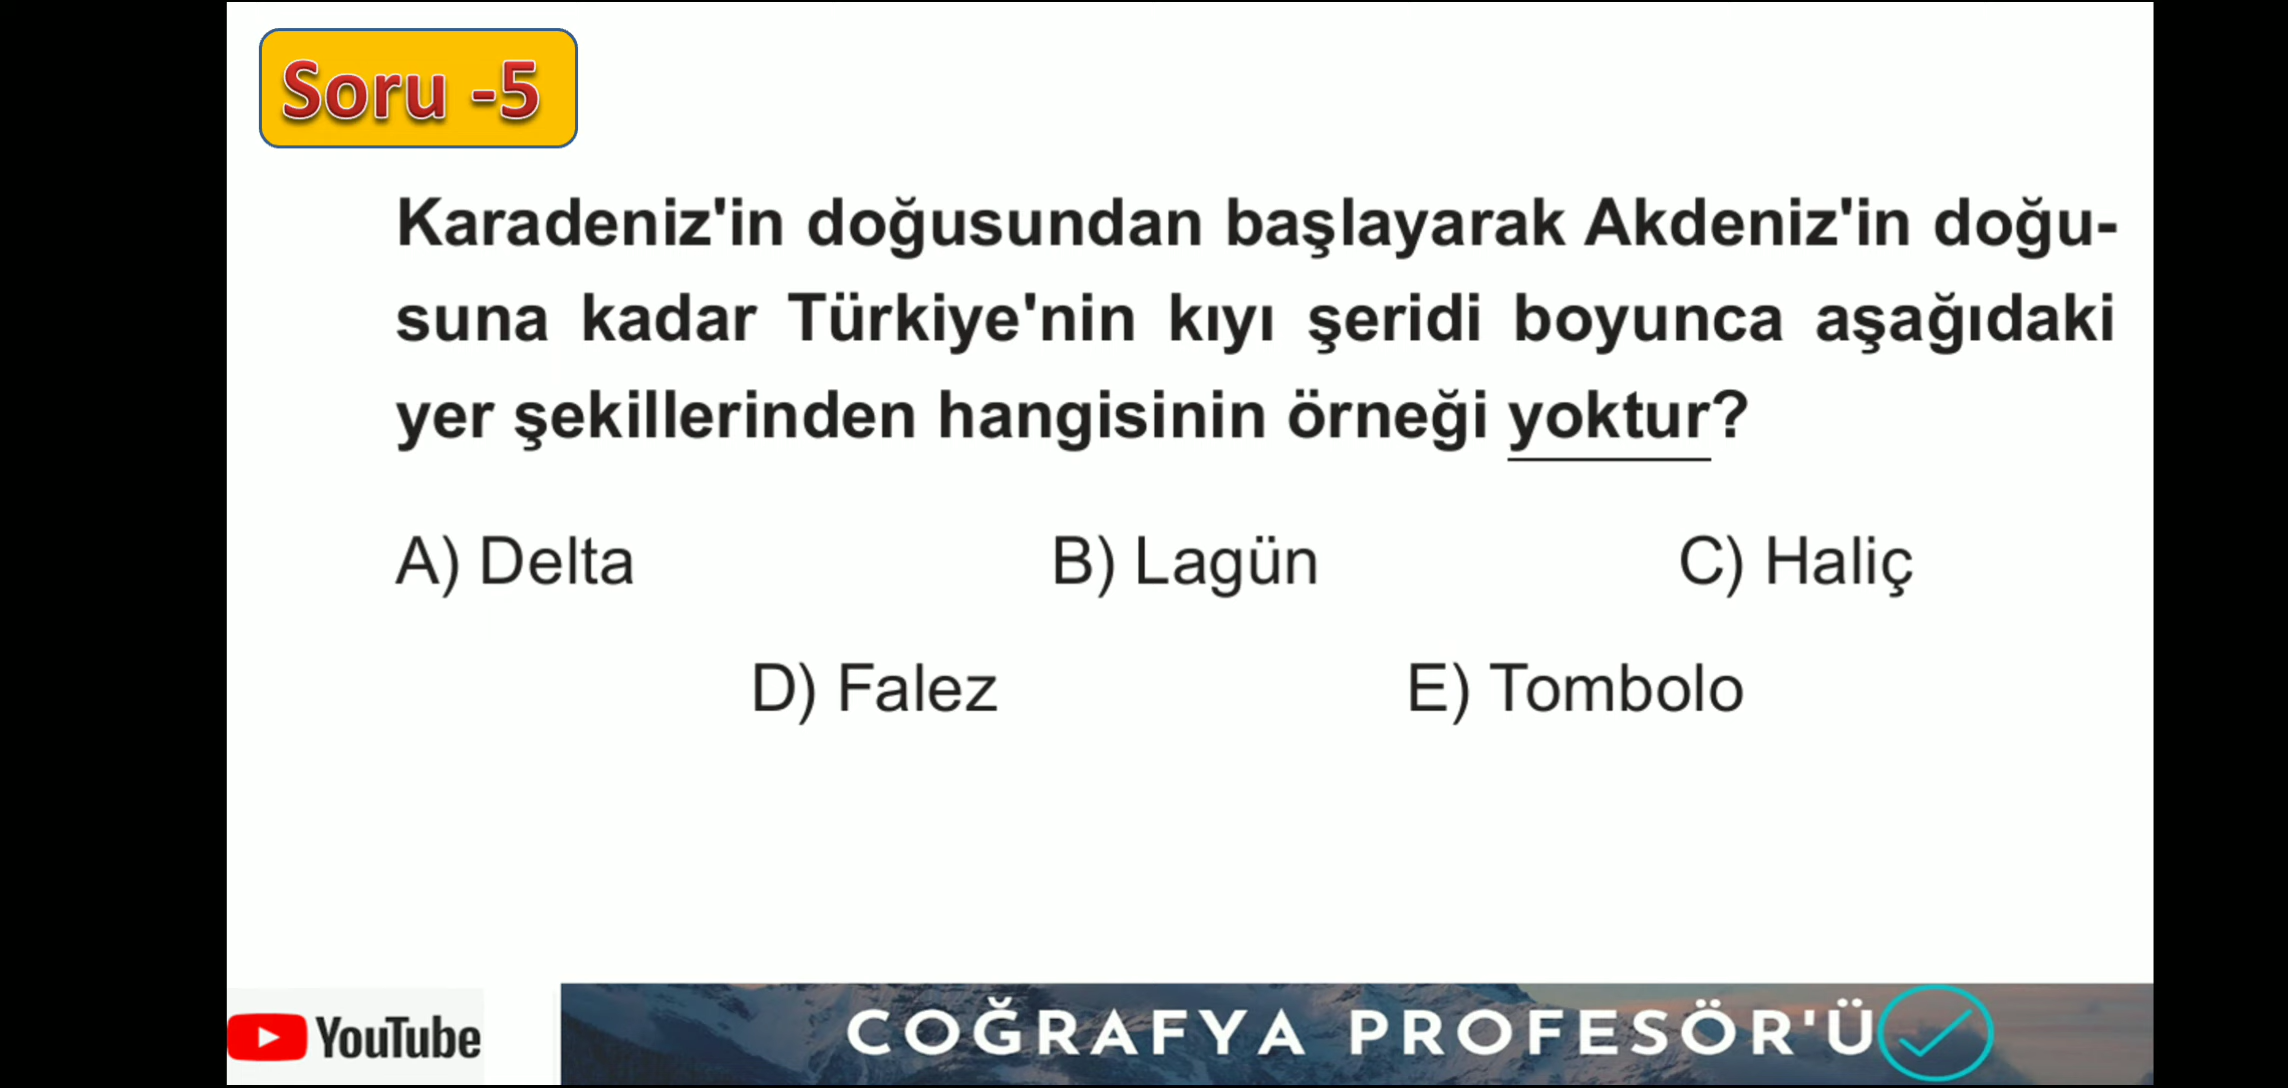 Soru -5
Karadeniz'in doğusundan başlayarak Akdeniz'in doğu-
suna kadar Türkiye'nin kıyı şeridi boyunca aşağıdaki
yer şekillerinden hangisinin örneği yoktur?
A) Delta B) Lagün C) Haliç
D) Falez E) Tombolo
YouTube COĞRAFYA PROFESÖR'Ü